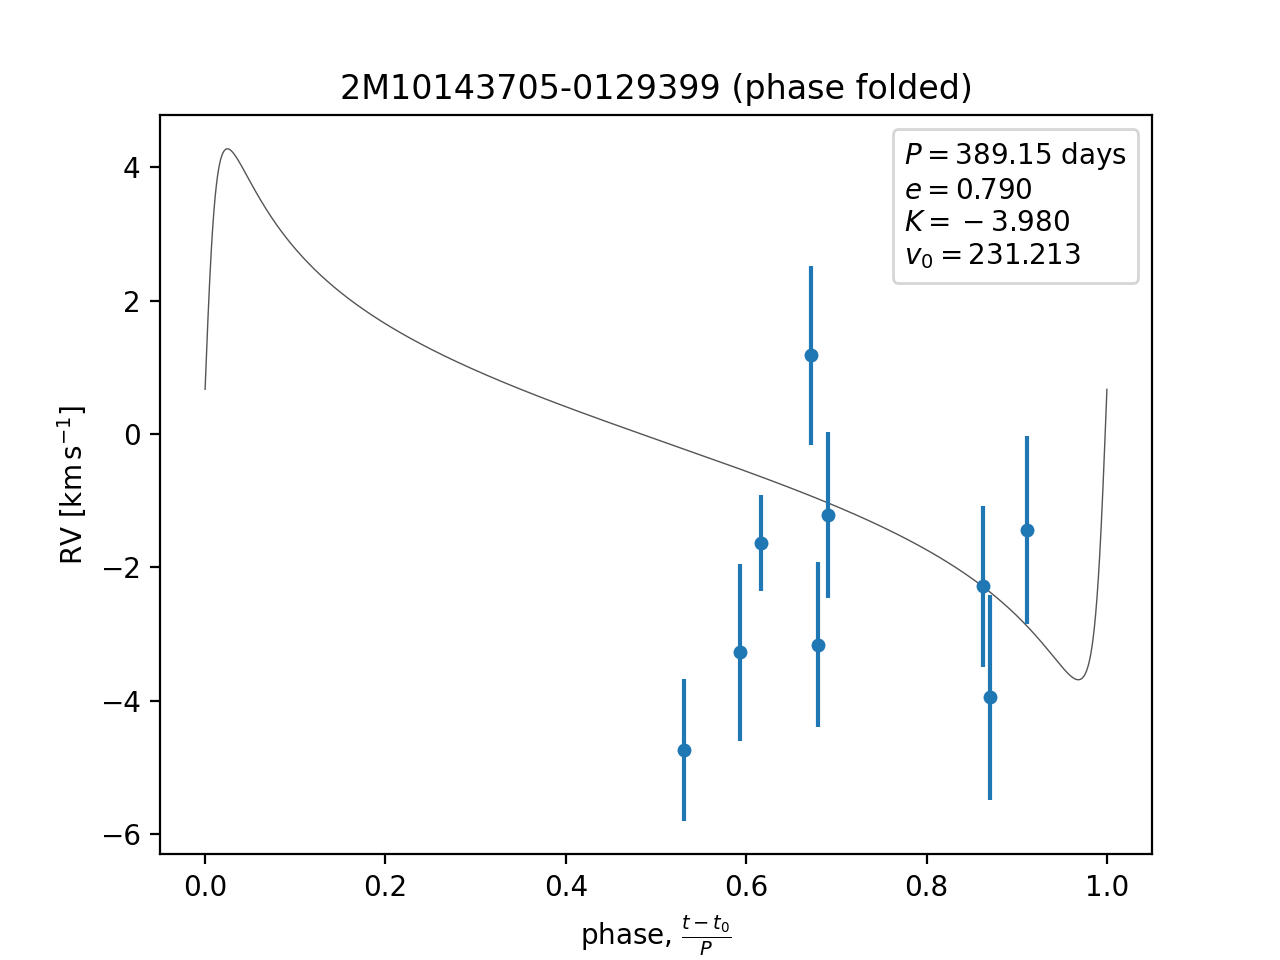 2M10143705-0129399 (phase folded)
P = 389.15 days
e = 0.790
K = − 3.980
v₀ = 231.213
RV [km s⁻¹]
4
2
0
−2
−4
−6
0.0 0.2 0.4 0.6 0.8 1.0
phase, (t − t₀)/P